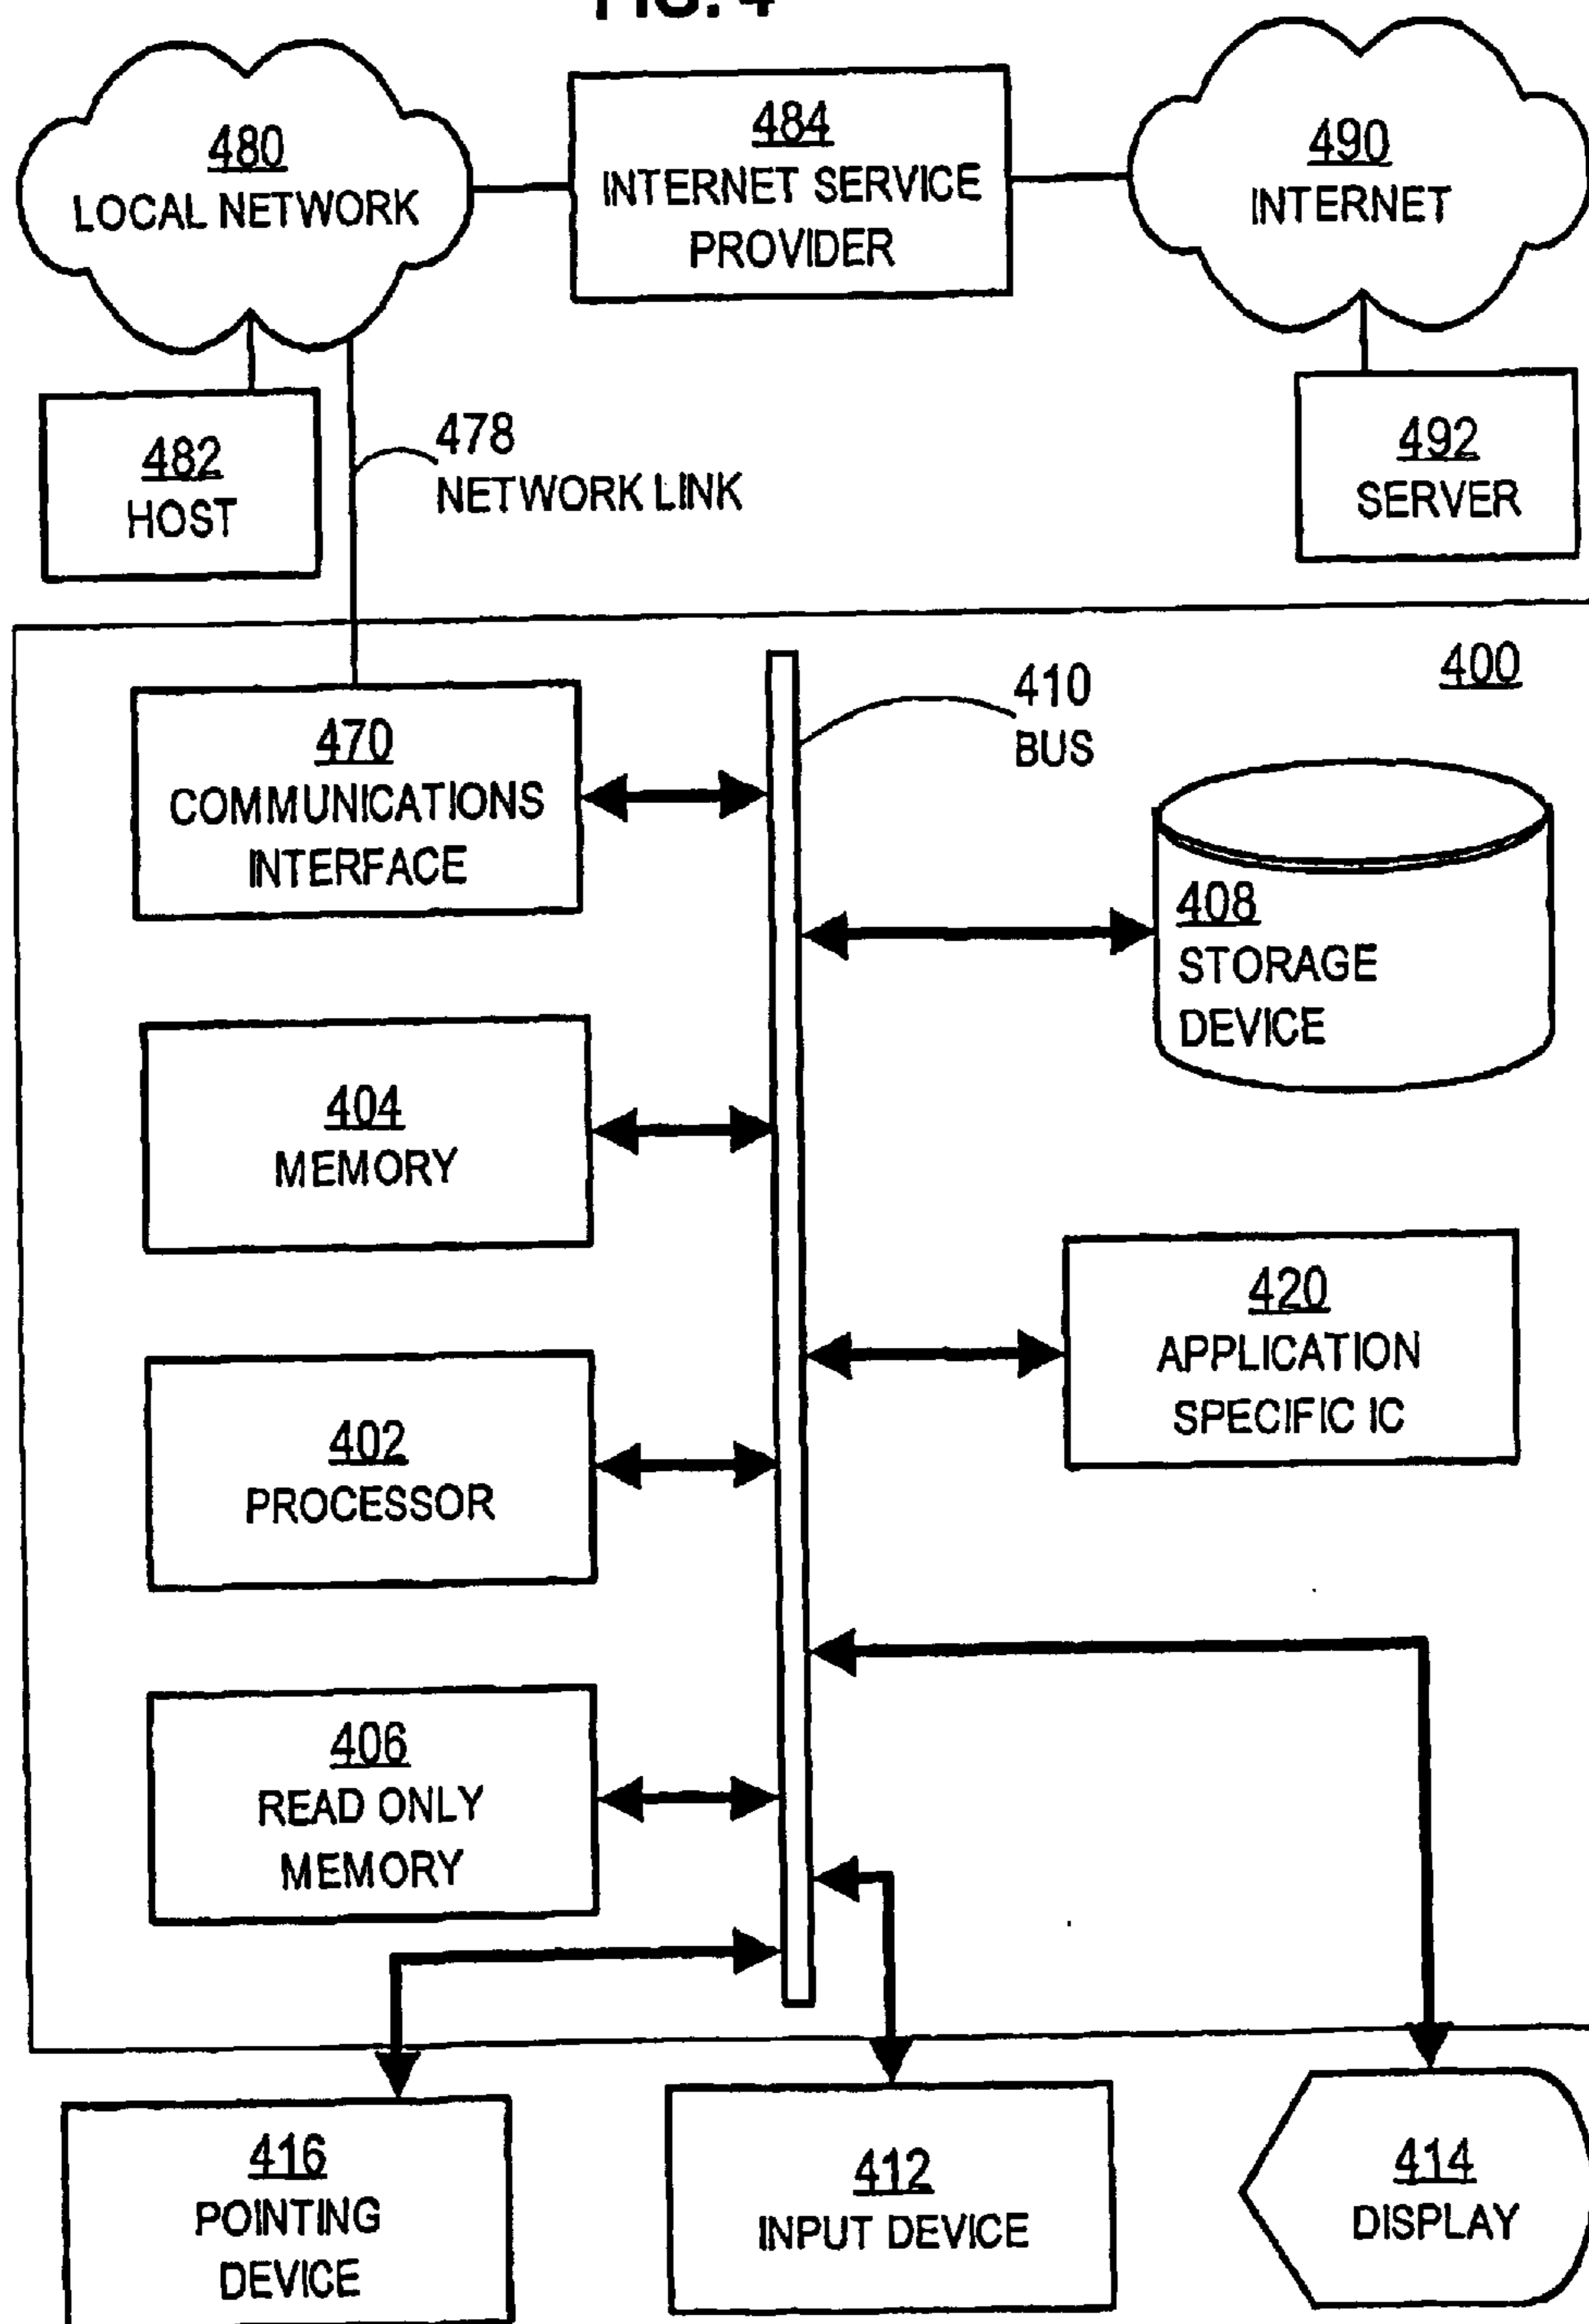 FIG. 4
480
LOCAL NETWORK
484
INTERNET SERVICE
PROVIDER
490
INTERNET
482
HOST
478
NETWORK LINK
492
SERVER
400
470
COMMUNICATIONS
INTERFACE
410
BUS
408
STORAGE
DEVICE
404
MEMORY
420
APPLICATION
SPECIFIC IC
402
PROCESSOR
406
READ ONLY
MEMORY
416
POINTING
DEVICE
412
INPUT DEVICE
414
DISPLAY